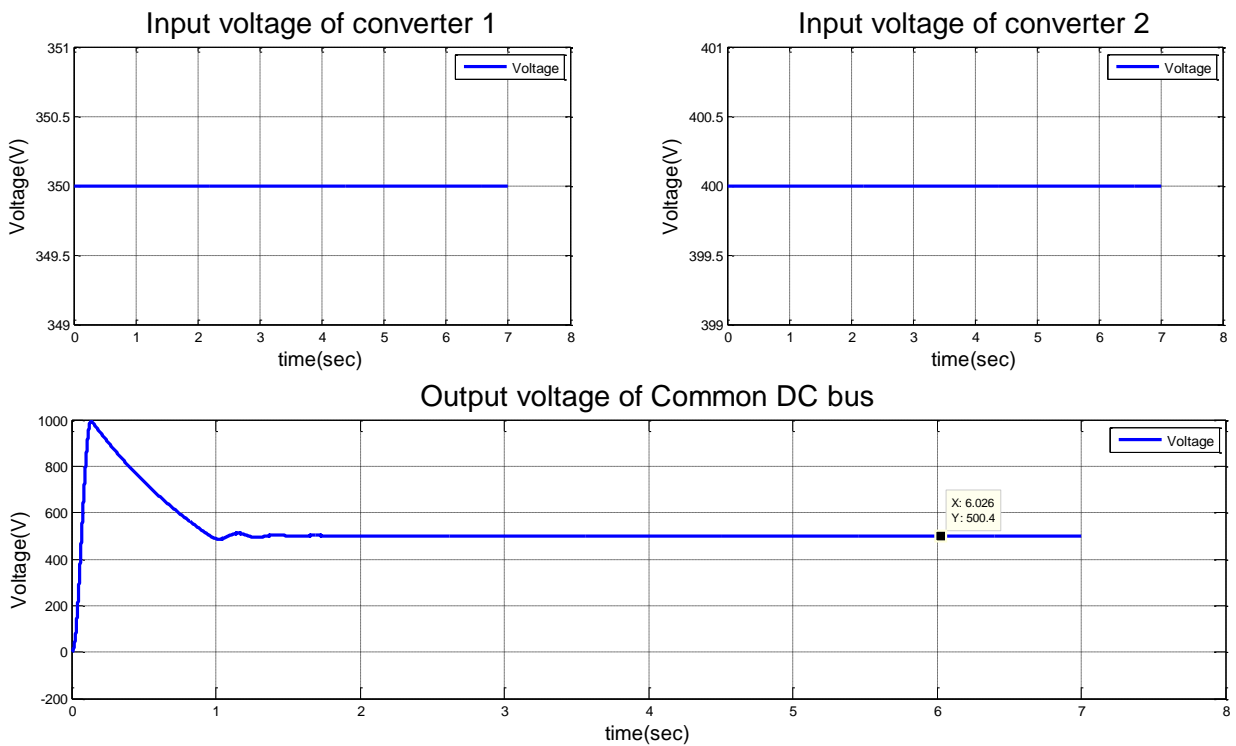 Input voltage of converter 1
351
350.5
350
349.5
349
Voltage(V)
Voltage
0 1 2 3 4 5 6 7 8
time(sec)
Input voltage of converter 2
401
400.5
400
399.5
399
Voltage(V)
Voltage
0 1 2 3 4 5 6 7 8
time(sec)
Output voltage of Common DC bus
1000
800
600
400
200
0
-200
Voltage(V)
Voltage
X: 6.026
Y: 500.4
0 1 2 3 4 5 6 7 8
time(sec)